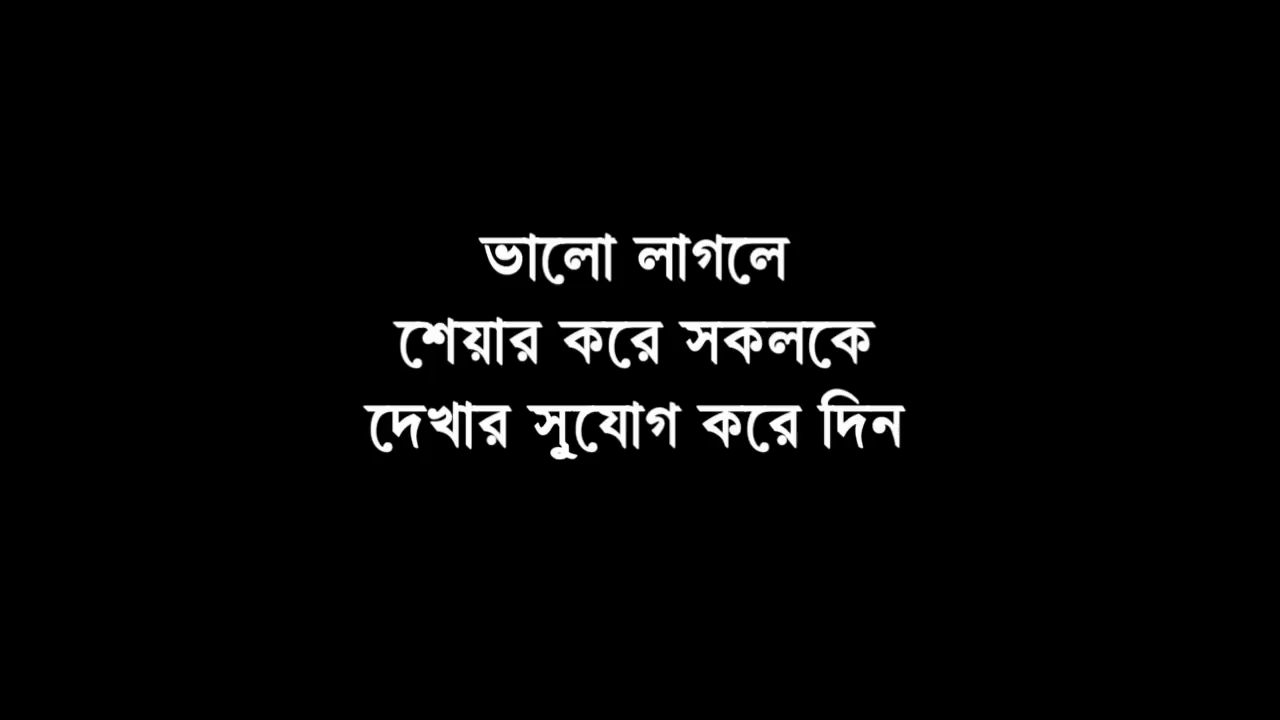 ভালো লাগলে
শেয়ার করে সকলকে
দেখার সুযোগ করে দিন